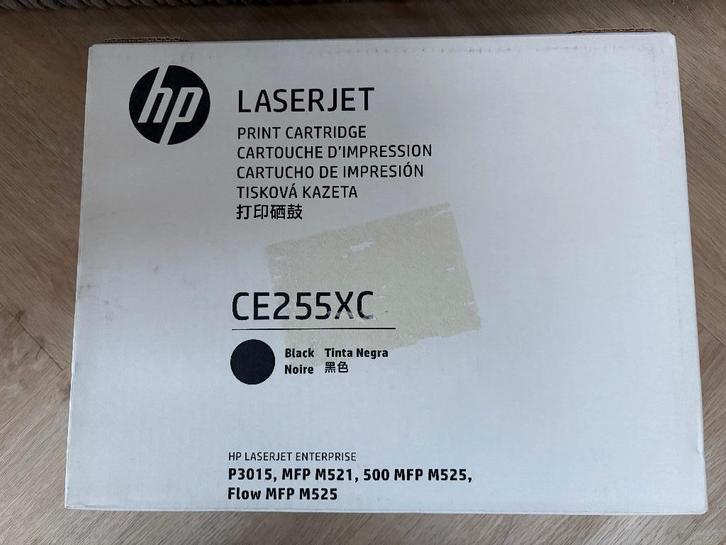 hp
LASERJET
PRINT CARTRIDGE
CARTOUCHE D'IMPRESSION
CARTUCHO DE IMPRESIÓN
TISKOVÁ KAZETA
打印硒鼓
CE255XC
Black Tinta Negra
Noire 黑色
HP LASERJET ENTERPRISE
P3015, MFP M521, 500 MFP M525,
Flow MFP M525